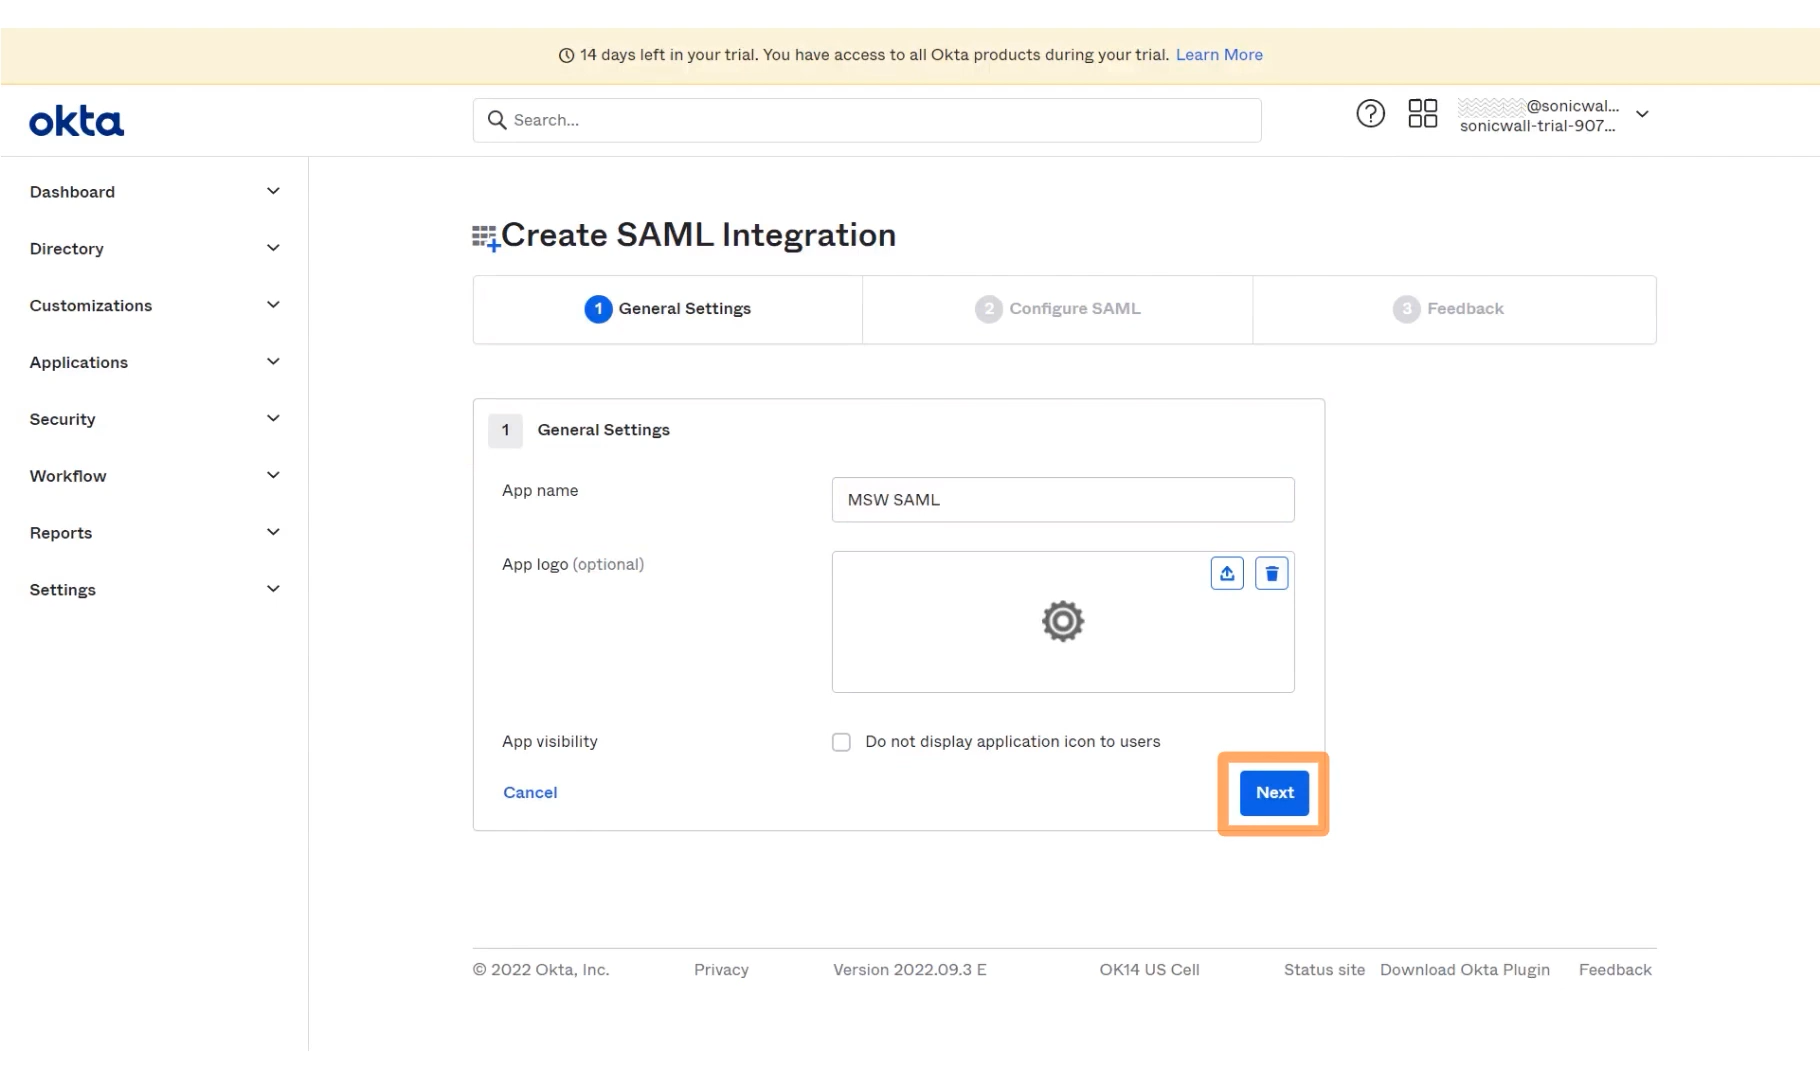 14 days left in your trial. You have access to all Okta products during your trial. Learn More
okta
Search...
@sonicwal...
sonicwall-trial-907...
Dashboard
Directory
Customizations
Applications
Security
Workflow
Reports
Settings
Create SAML Integration
1 General Settings
2 Configure SAML
3 Feedback
1 General Settings
App name
MSW SAML
App logo (optional)
App visibility
Do not display application icon to users
Cancel
Next
© 2022 Okta, Inc.
Privacy
Version 2022.09.3 E
OK14 US Cell
Status site
Download Okta Plugin
Feedback